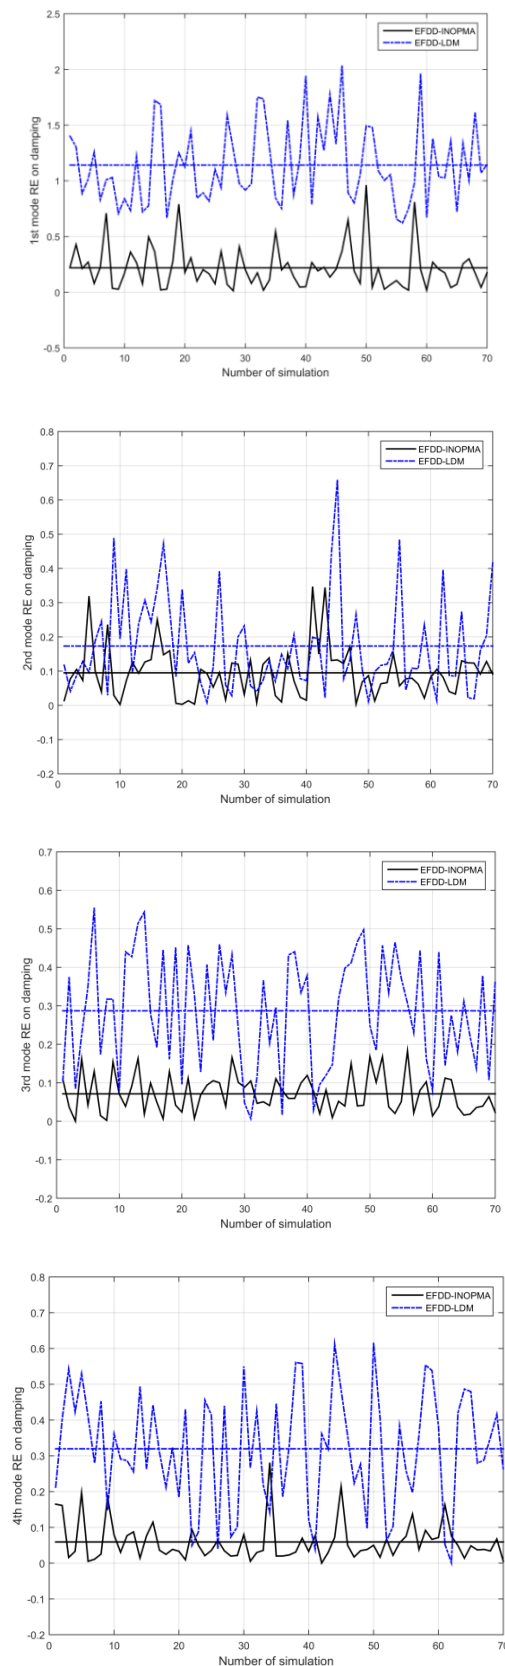 2.5
2
1.5
1
0.5
0
-0.5
1st mode RE on damping
EFDD-INOPMA
EFDD-LDM
0 10 20 30 40 50 60 70
Number of simulation
0.8
0.7
0.6
0.5
0.4
0.3
0.2
0.1
0
-0.1
-0.2
2nd mode RE on damping
EFDD-INOPMA
EFDD-LDM
0 10 20 30 40 50 60 70
Number of simulation
0.7
0.6
0.5
0.4
0.3
0.2
0.1
0
-0.1
-0.2
3rd mode RE on damping
EFDD-INOPMA
EFDD-LDM
0 10 20 30 40 50 60 70
Number of simulation
0.8
0.7
0.6
0.5
0.4
0.3
0.2
0.1
0
-0.1
-0.2
4th mode RE on damping
EFDD-INOPMA
EFDD-LDM
0 10 20 30 40 50 60 70
Number of simulation